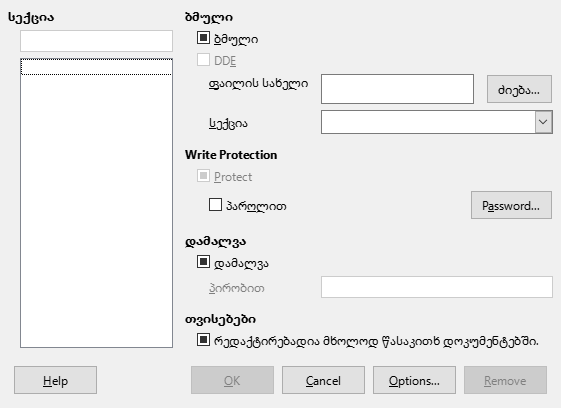 სექცია
ბმული
ბმული
DDE
ფაილის სახელი
ძიება...
სექცია
Write Protection
Protect
პაროლით
Password...
დამალვა
დამალვა
პირობით
თვისებები
რედაქტირებადია მხოლოდ წასაკითხ დოკუმენტებში.
Help
OK
Cancel
Options...
Remove